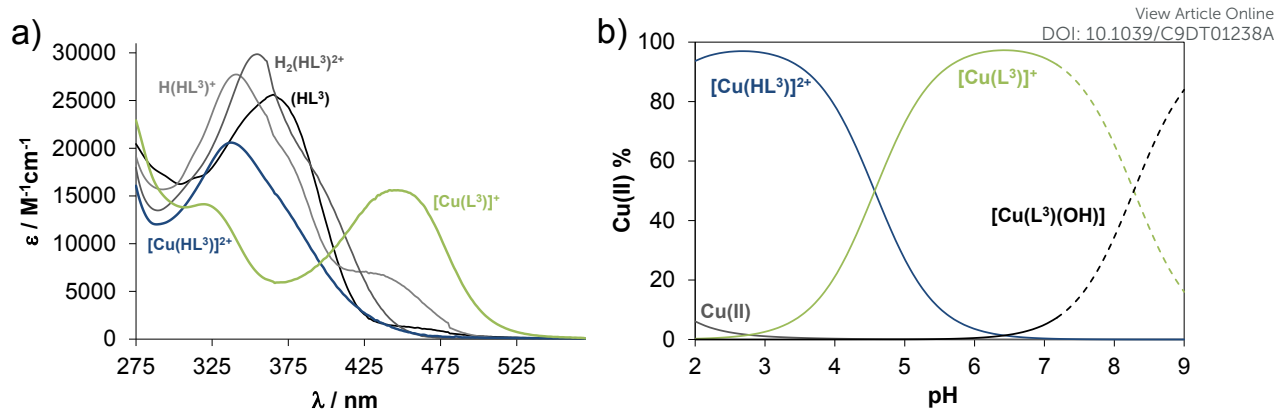 View Article Online
DOI: 10.1039/C9DT01238A
a)
30000
25000
20000
15000
10000
5000
0
ε / M⁻¹cm⁻¹
H(HL³)⁺
H₂(HL³)²⁺
(HL³)
[Cu(L³)]⁺
[Cu(HL³)]²⁺
275 325 375 425 475 525
λ / nm
b)
100
80
60
40
20
0
Cu(II) %
[Cu(HL³)]²⁺
[Cu(L³)]⁺
[Cu(L³)(OH)]
Cu(II)
2 3 4 5 6 7 8 9
pH